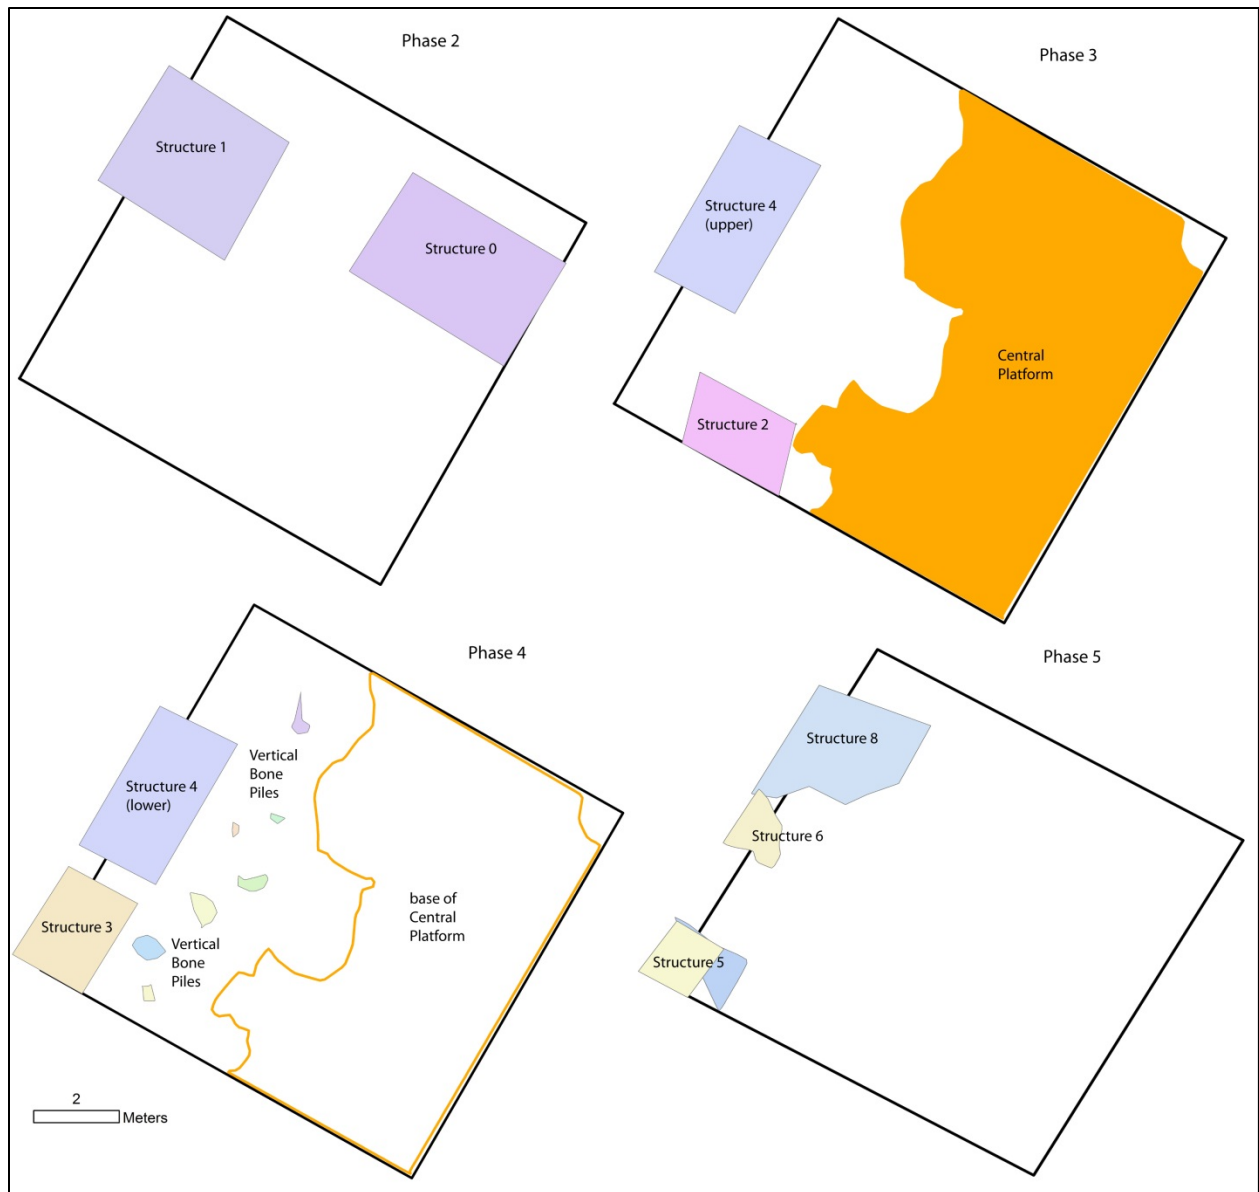 Phase 2
Structure 1
Structure 0
Phase 3
Structure 4
(upper)
Central
Platform
Structure 2
Phase 4
Vertical
Bone
Piles
Structure 4
(lower)
base of
Central
Platform
Structure 3
Vertical
Bone
Piles
2
Meters
Phase 5
Structure 8
Structure 6
Structure 5